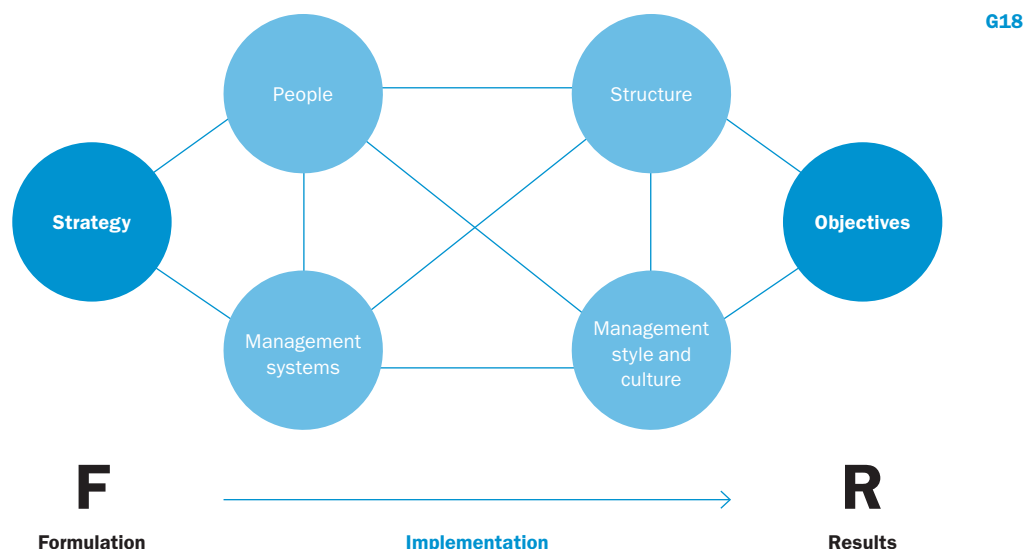 G18
People
Structure
Strategy
Objectives
Management
systems
Management
style and
culture
F
R
Formulation
Implementation
Results